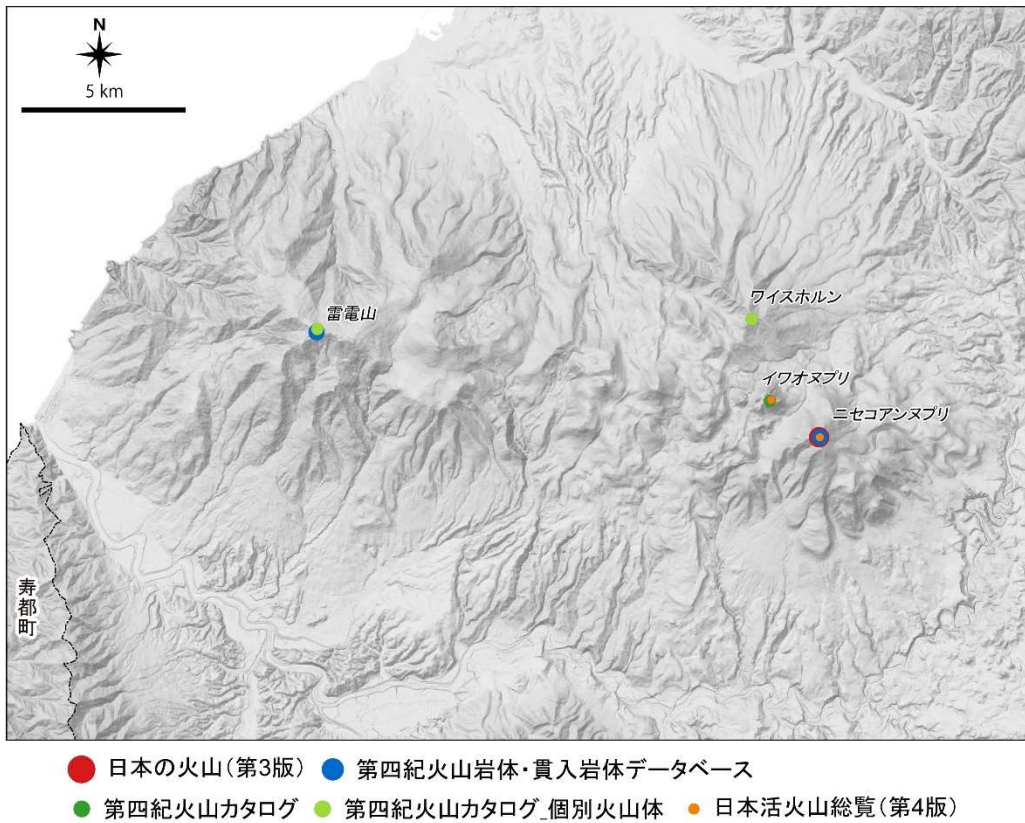 N
5 km
雷電山
ワイスホルン
イワオヌプリ
ニセコアンヌプリ
寿都町
日本の火山(第3版)
第四紀火山岩体・貫入岩体データベース
第四紀火山カタログ
第四紀火山カタログ_個別火山体
日本活火山総覧(第4版)